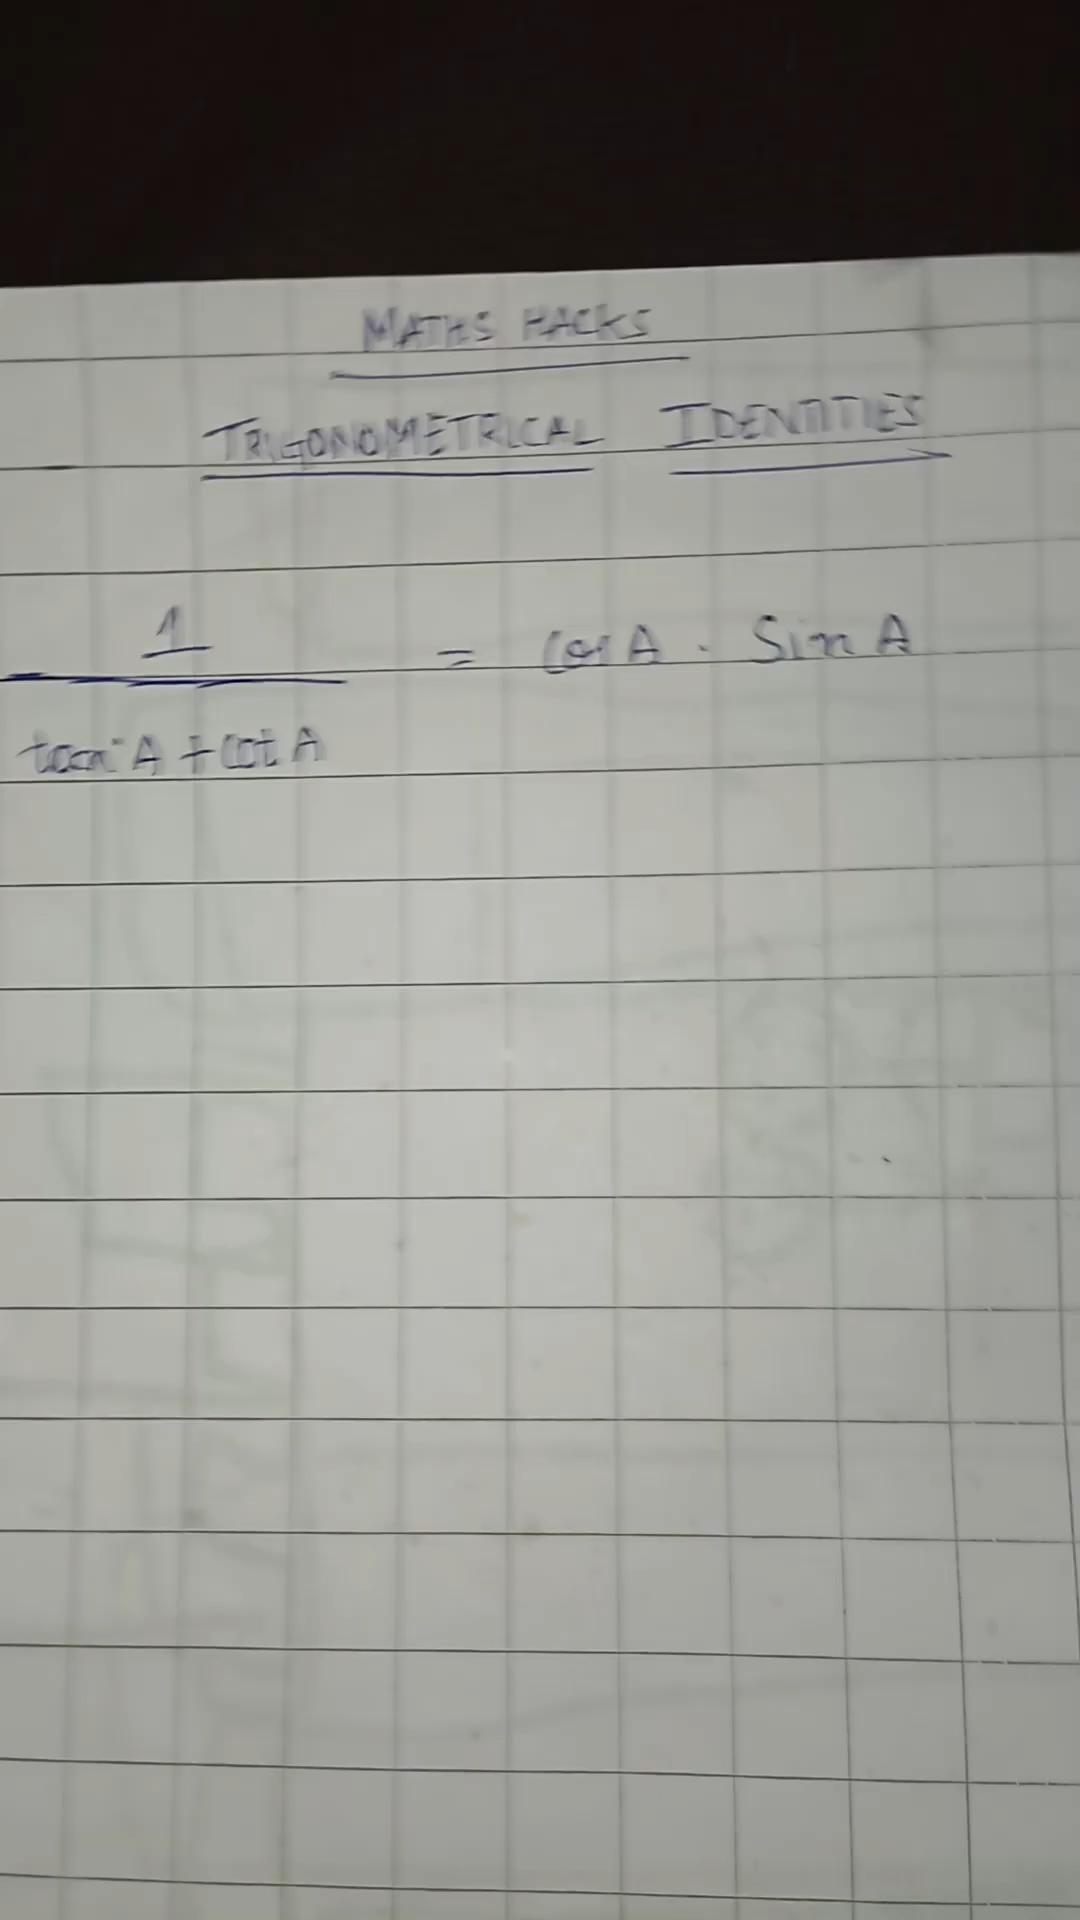 MATHS HACKS
TRIGONOMETRICAL IDENTITIES
1
= Cos A . Sin A
tan A + Cot A